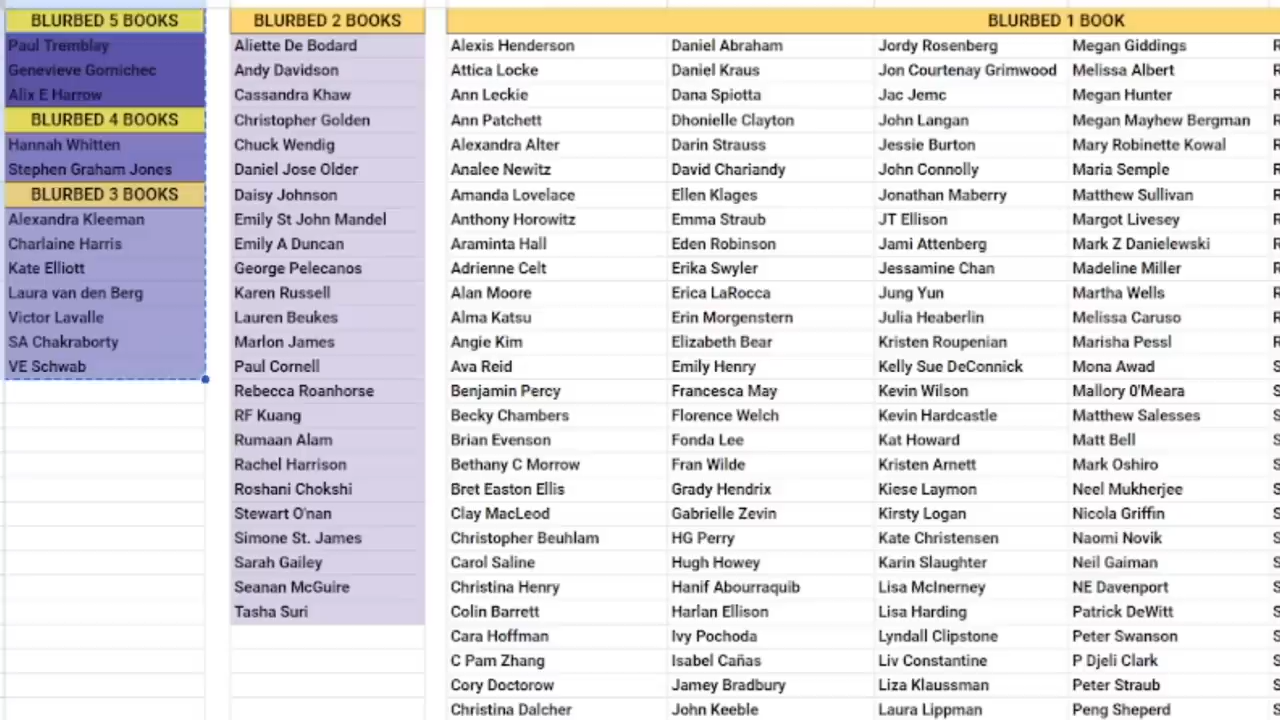 BLURBED 5 BOOKS
Paul Tremblay
Genevieve Gornichec
Alix E Harrow
BLURBED 4 BOOKS
Hannah Whitten
Stephen Graham Jones
BLURBED 3 BOOKS
Alexandra Kleeman
Charlaine Harris
Kate Elliott
Laura van den Berg
Victor Lavalle
SA Chakraborty
VE Schwab
BLURBED 2 BOOKS
Aliette De Bodard
Andy Davidson
Cassandra Khaw
Christopher Golden
Chuck Wendig
Daniel Jose Older
Daisy Johnson
Emily St John Mandel
Emily A Duncan
George Pelecanos
Karen Russell
Lauren Beukes
Marlon James
Paul Cornell
Rebecca Roanhorse
RF Kuang
Rumaan Alam
Rachel Harrison
Roshani Chokshi
Stewart O'nan
Simone St. James
Sarah Gailey
Seanan McGuire
Tasha Suri
BLURBED 1 BOOK
Alexis Henderson
Attica Locke
Ann Leckie
Ann Patchett
Alexandra Alter
Analee Newitz
Amanda Lovelace
Anthony Horowitz
Araminta Hall
Adrienne Celt
Alan Moore
Alma Katsu
Angie Kim
Ava Reid
Benjamin Percy
Becky Chambers
Brian Evenson
Bethany C Morrow
Bret Easton Ellis
Clay MacLeod
Christopher Beuhlam
Carol Saline
Christina Henry
Colin Barrett
Cara Hoffman
C Pam Zhang
Cory Doctorow
Christina Dalcher
Daniel Abraham
Daniel Kraus
Dana Spiotta
Dhonielle Clayton
Darin Strauss
David Chariandy
Ellen Klages
Emma Straub
Eden Robinson
Erika Swyler
Erica LaRocca
Erin Morgenstern
Elizabeth Bear
Emily Henry
Francesca May
Florence Welch
Fonda Lee
Fran Wilde
Grady Hendrix
Gabrielle Zevin
HG Perry
Hugh Howey
Hanif Abourraquib
Harlan Ellison
Ivy Pochoda
Isabel Cañas
Jamey Bradbury
John Keeble
Jordy Rosenberg
Jon Courtenay Grimwood
Jac Jemc
John Langan
Jessie Burton
John Connolly
Jonathan Maberry
JT Ellison
Jami Attenberg
Jessamine Chan
Jung Yun
Julia Heaberlin
Kristen Roupenian
Kelly Sue DeConnick
Kevin Wilson
Kevin Hardcastle
Kat Howard
Kristen Arnett
Kiese Laymon
Kirsty Logan
Kate Christensen
Karin Slaughter
Lisa McInerney
Lisa Harding
Lyndall Clipstone
Liv Constantine
Liza Klaussman
Laura Lippman
Megan Giddings
Melissa Albert
Megan Hunter
Megan Mayhew Bergman
Mary Robinette Kowal
Maria Semple
Matthew Sullivan
Margot Livesey
Mark Z Danielewski
Madeline Miller
Martha Wells
Melissa Caruso
Marisha Pessl
Mona Awad
Mallory O'Meara
Matthew Salesses
Matt Bell
Mark Oshiro
Neel Mukherjee
Nicola Griffin
Naomi Novik
Neil Gaiman
NE Davenport
Patrick DeWitt
Peter Swanson
P Djeli Clark
Peter Straub
Peng Sheperd